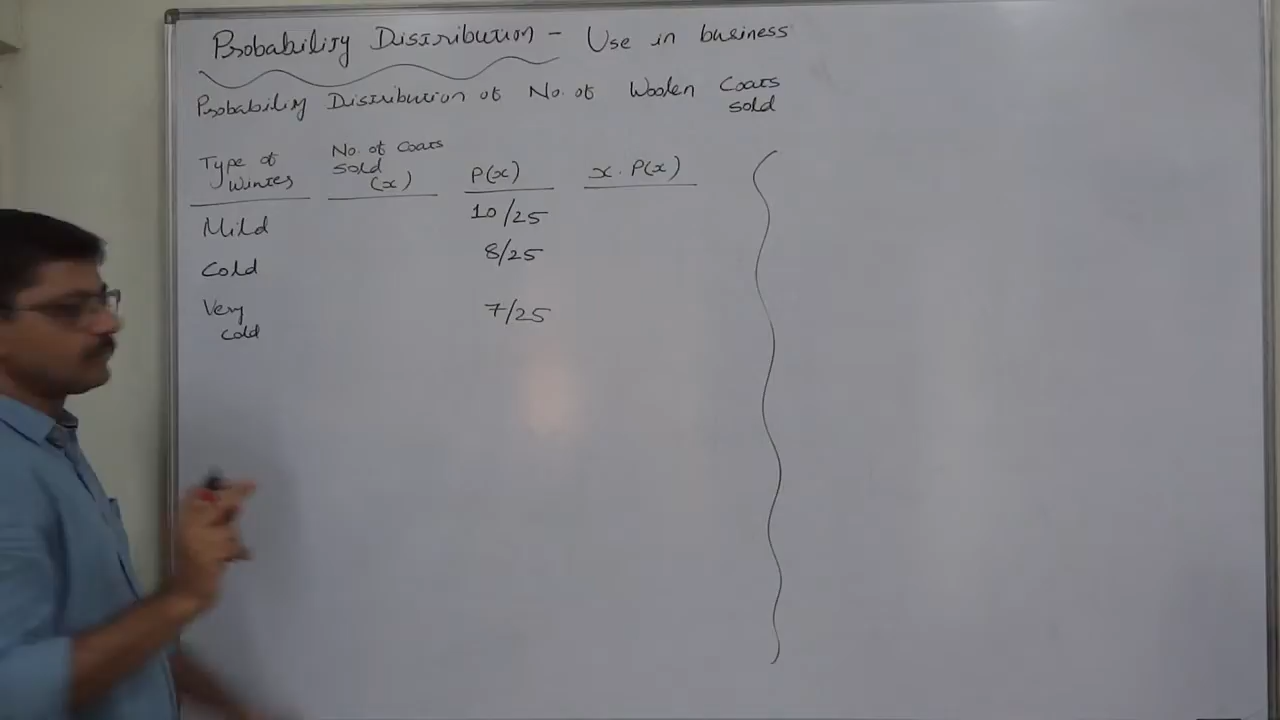 Probability Distribution - Use in business
Probability Distribution of No. of Woolen Coats
sold
Type of Winter
No. of Coats sold (x)
P(x)
x. P(x)
Mild 10/25
Cold 8/25
Very cold 7/25